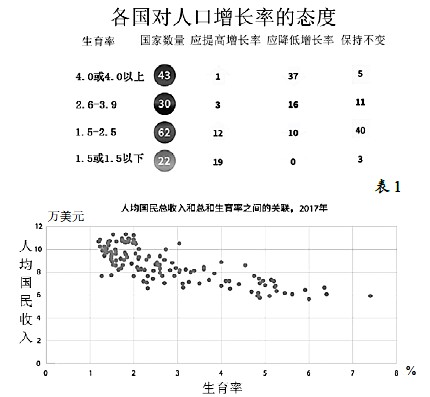 各国对人口增长率的态度
生育率 国家数量 应提高增长率 应降低增长率 保持不变
4.0或4.0以上 43 1 37 5
2.6-3.9 30 3 16 11
1.5-2.5 62 12 10 40
1.5或1.5以下 22 19 0 3
表1
人均国民总收入和总和生育率之间的关联，2017年
万美元
人均国民收入
12
10
8
6
4
2
0
0 1 2 3 4 5 6 7 8 %
生育率